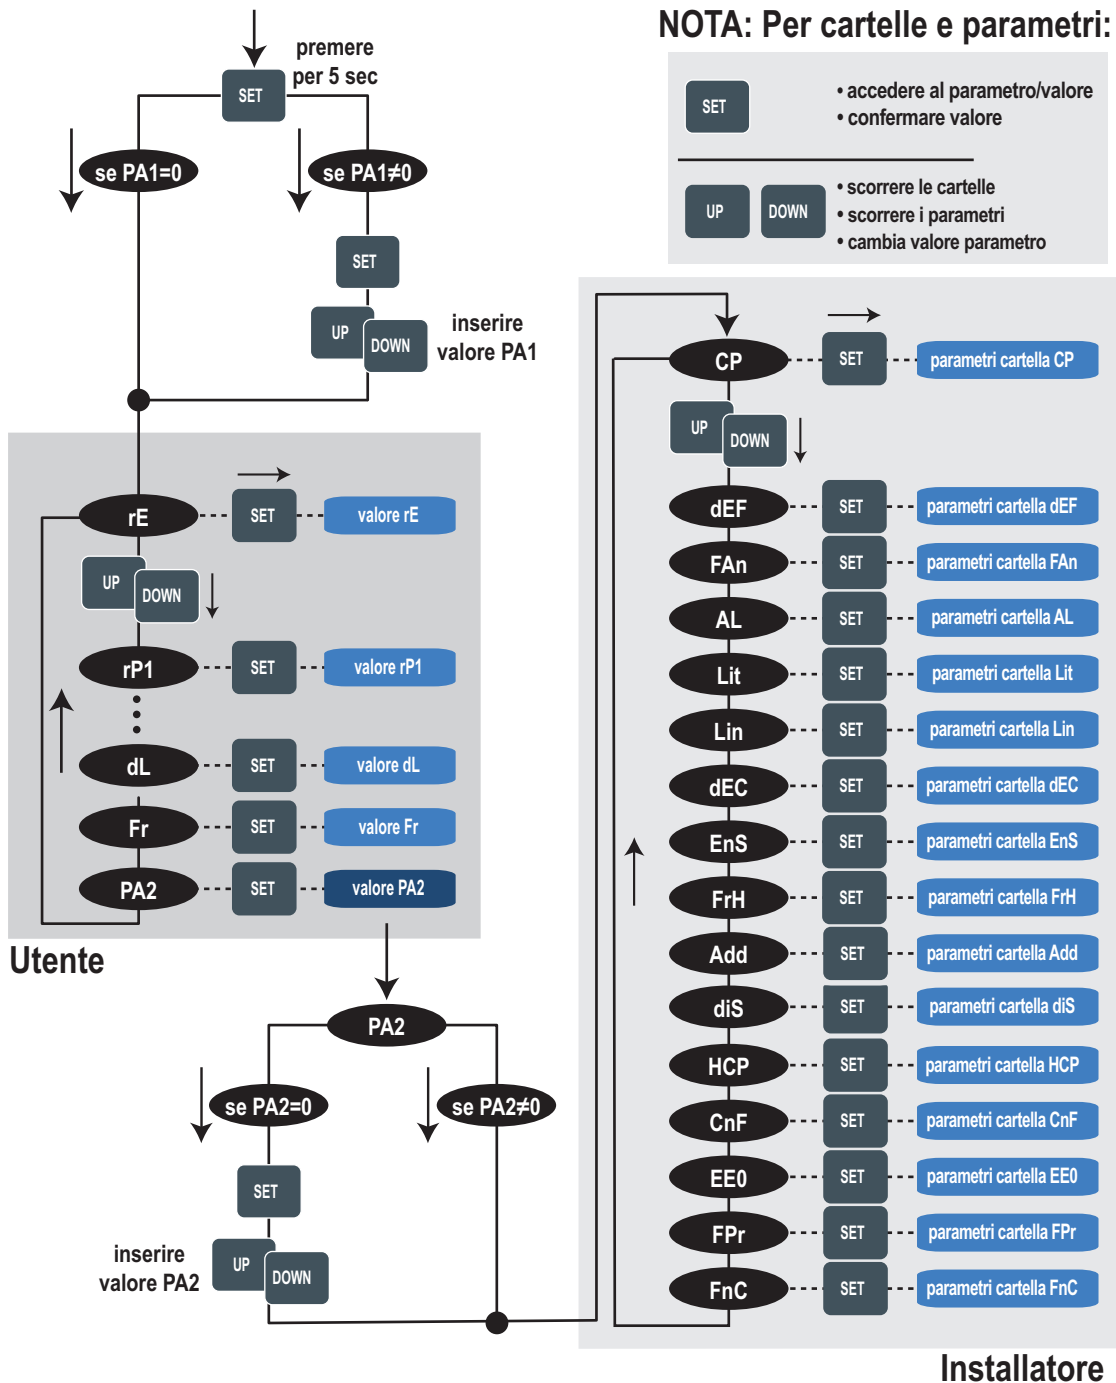 NOTA: Per cartelle e parametri:
premere
per 5 sec
SET
SET
• accedere al parametro/valore
• confermare valore
UP
DOWN
• scorrere le cartelle
• scorrere i parametri
• cambia valore parametro
se PA1=0
se PA1≠0
SET
UP
DOWN
inserire
valore PA1
rE
SET
valore rE
UP
DOWN
rP1
SET
valore rP1
dL
SET
valore dL
Fr
SET
valore Fr
PA2
SET
valore PA2
Utente
PA2
se PA2=0
se PA2≠0
SET
UP
DOWN
inserire
valore PA2
CP
SET
parametri cartella CP
UP
DOWN
dEF
SET
parametri cartella dEF
FAn
SET
parametri cartella FAn
AL
SET
parametri cartella AL
Lit
SET
parametri cartella Lit
Lin
SET
parametri cartella Lin
dEC
SET
parametri cartella dEC
EnS
SET
parametri cartella EnS
FrH
SET
parametri cartella FrH
Add
SET
parametri cartella Add
diS
SET
parametri cartella diS
HCP
SET
parametri cartella HCP
CnF
SET
parametri cartella CnF
EE0
SET
parametri cartella EE0
FPr
SET
parametri cartella FPr
FnC
SET
parametri cartella FnC
Installatore